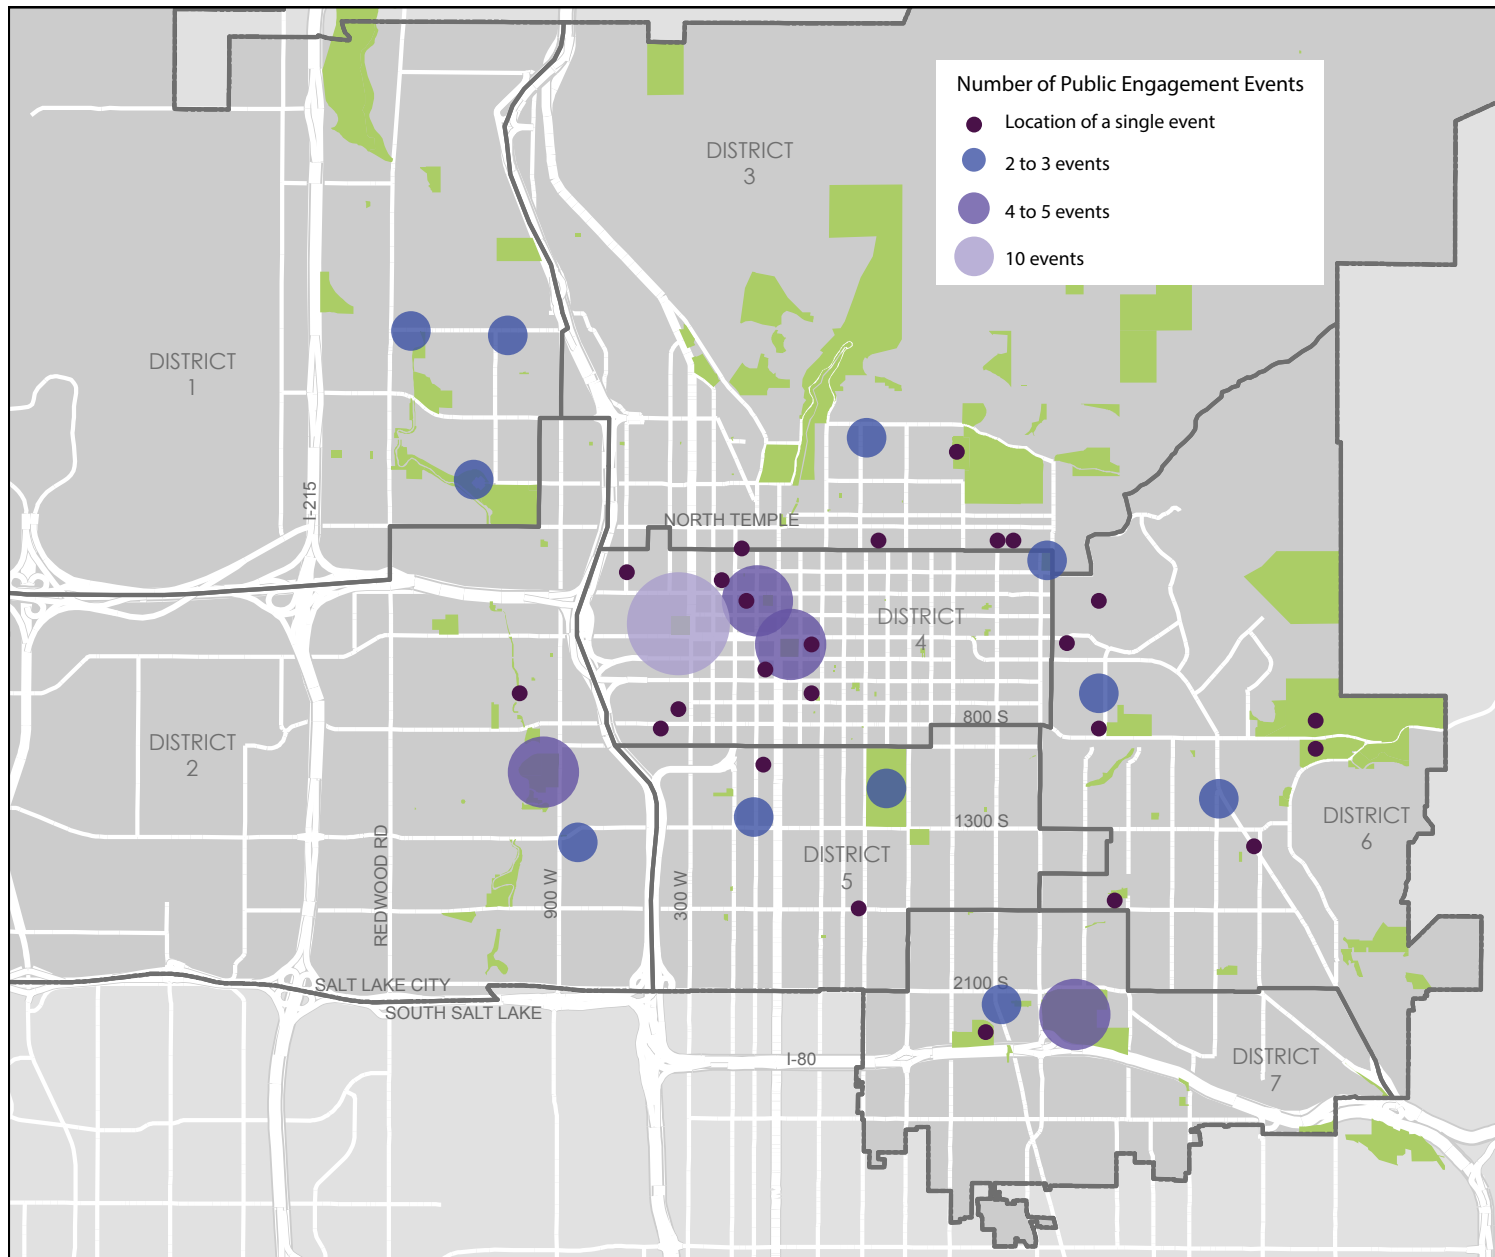 Number of Public Engagement Events
Location of a single event
2 to 3 events
4 to 5 events
10 events
DISTRICT
3
DISTRICT
1
I-215
NORTH TEMPLE
DISTRICT
4
800 S
DISTRICT
2
1300 S
DISTRICT
6
DISTRICT
5
REDWOOD RD
900 W
300 W
2100 S
SALT LAKE CITY
SOUTH SALT LAKE
I-80
DISTRICT
7